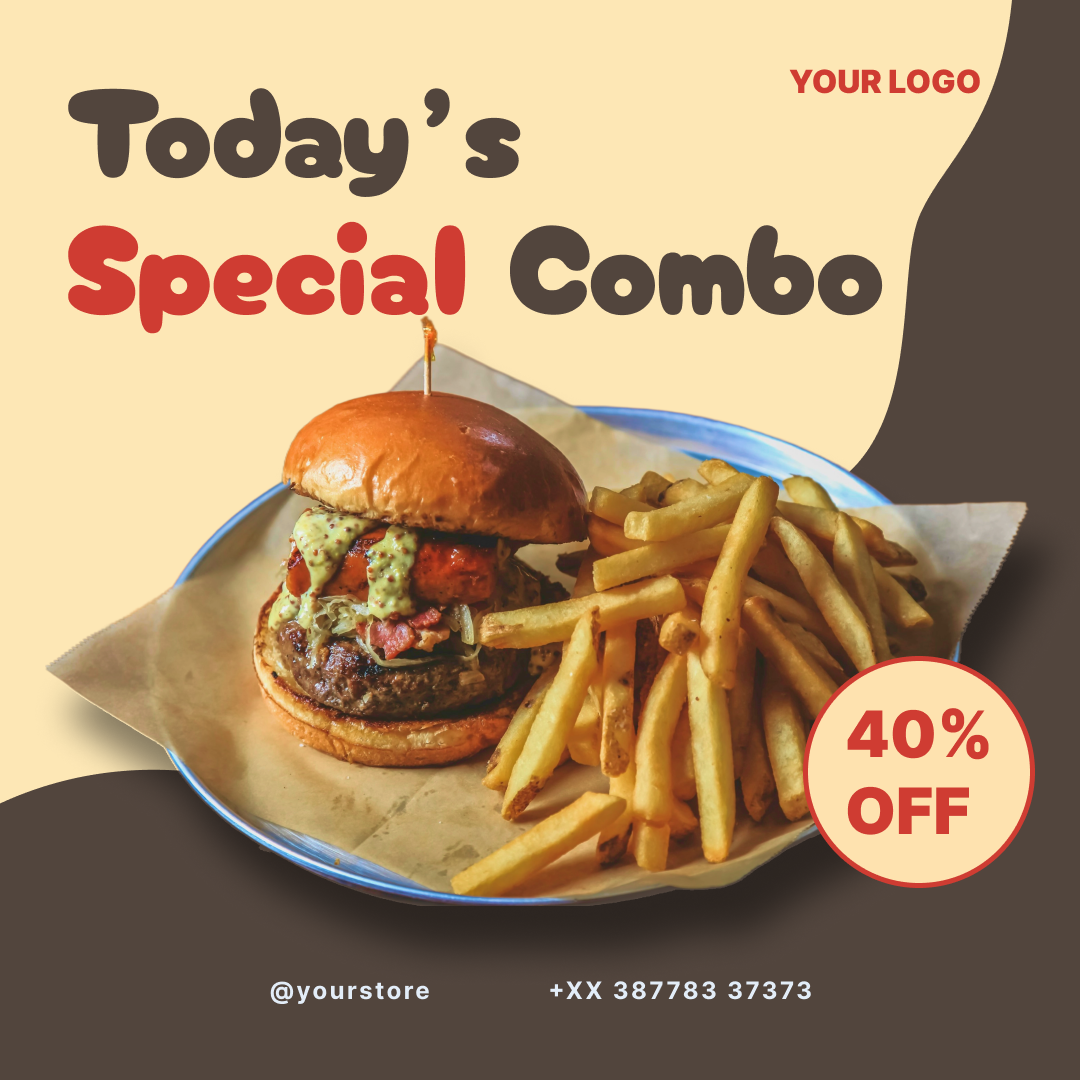 YOUR LOGO
Today’s
Special Combo
40%
OFF
@yourstore
+XX 387783 37373